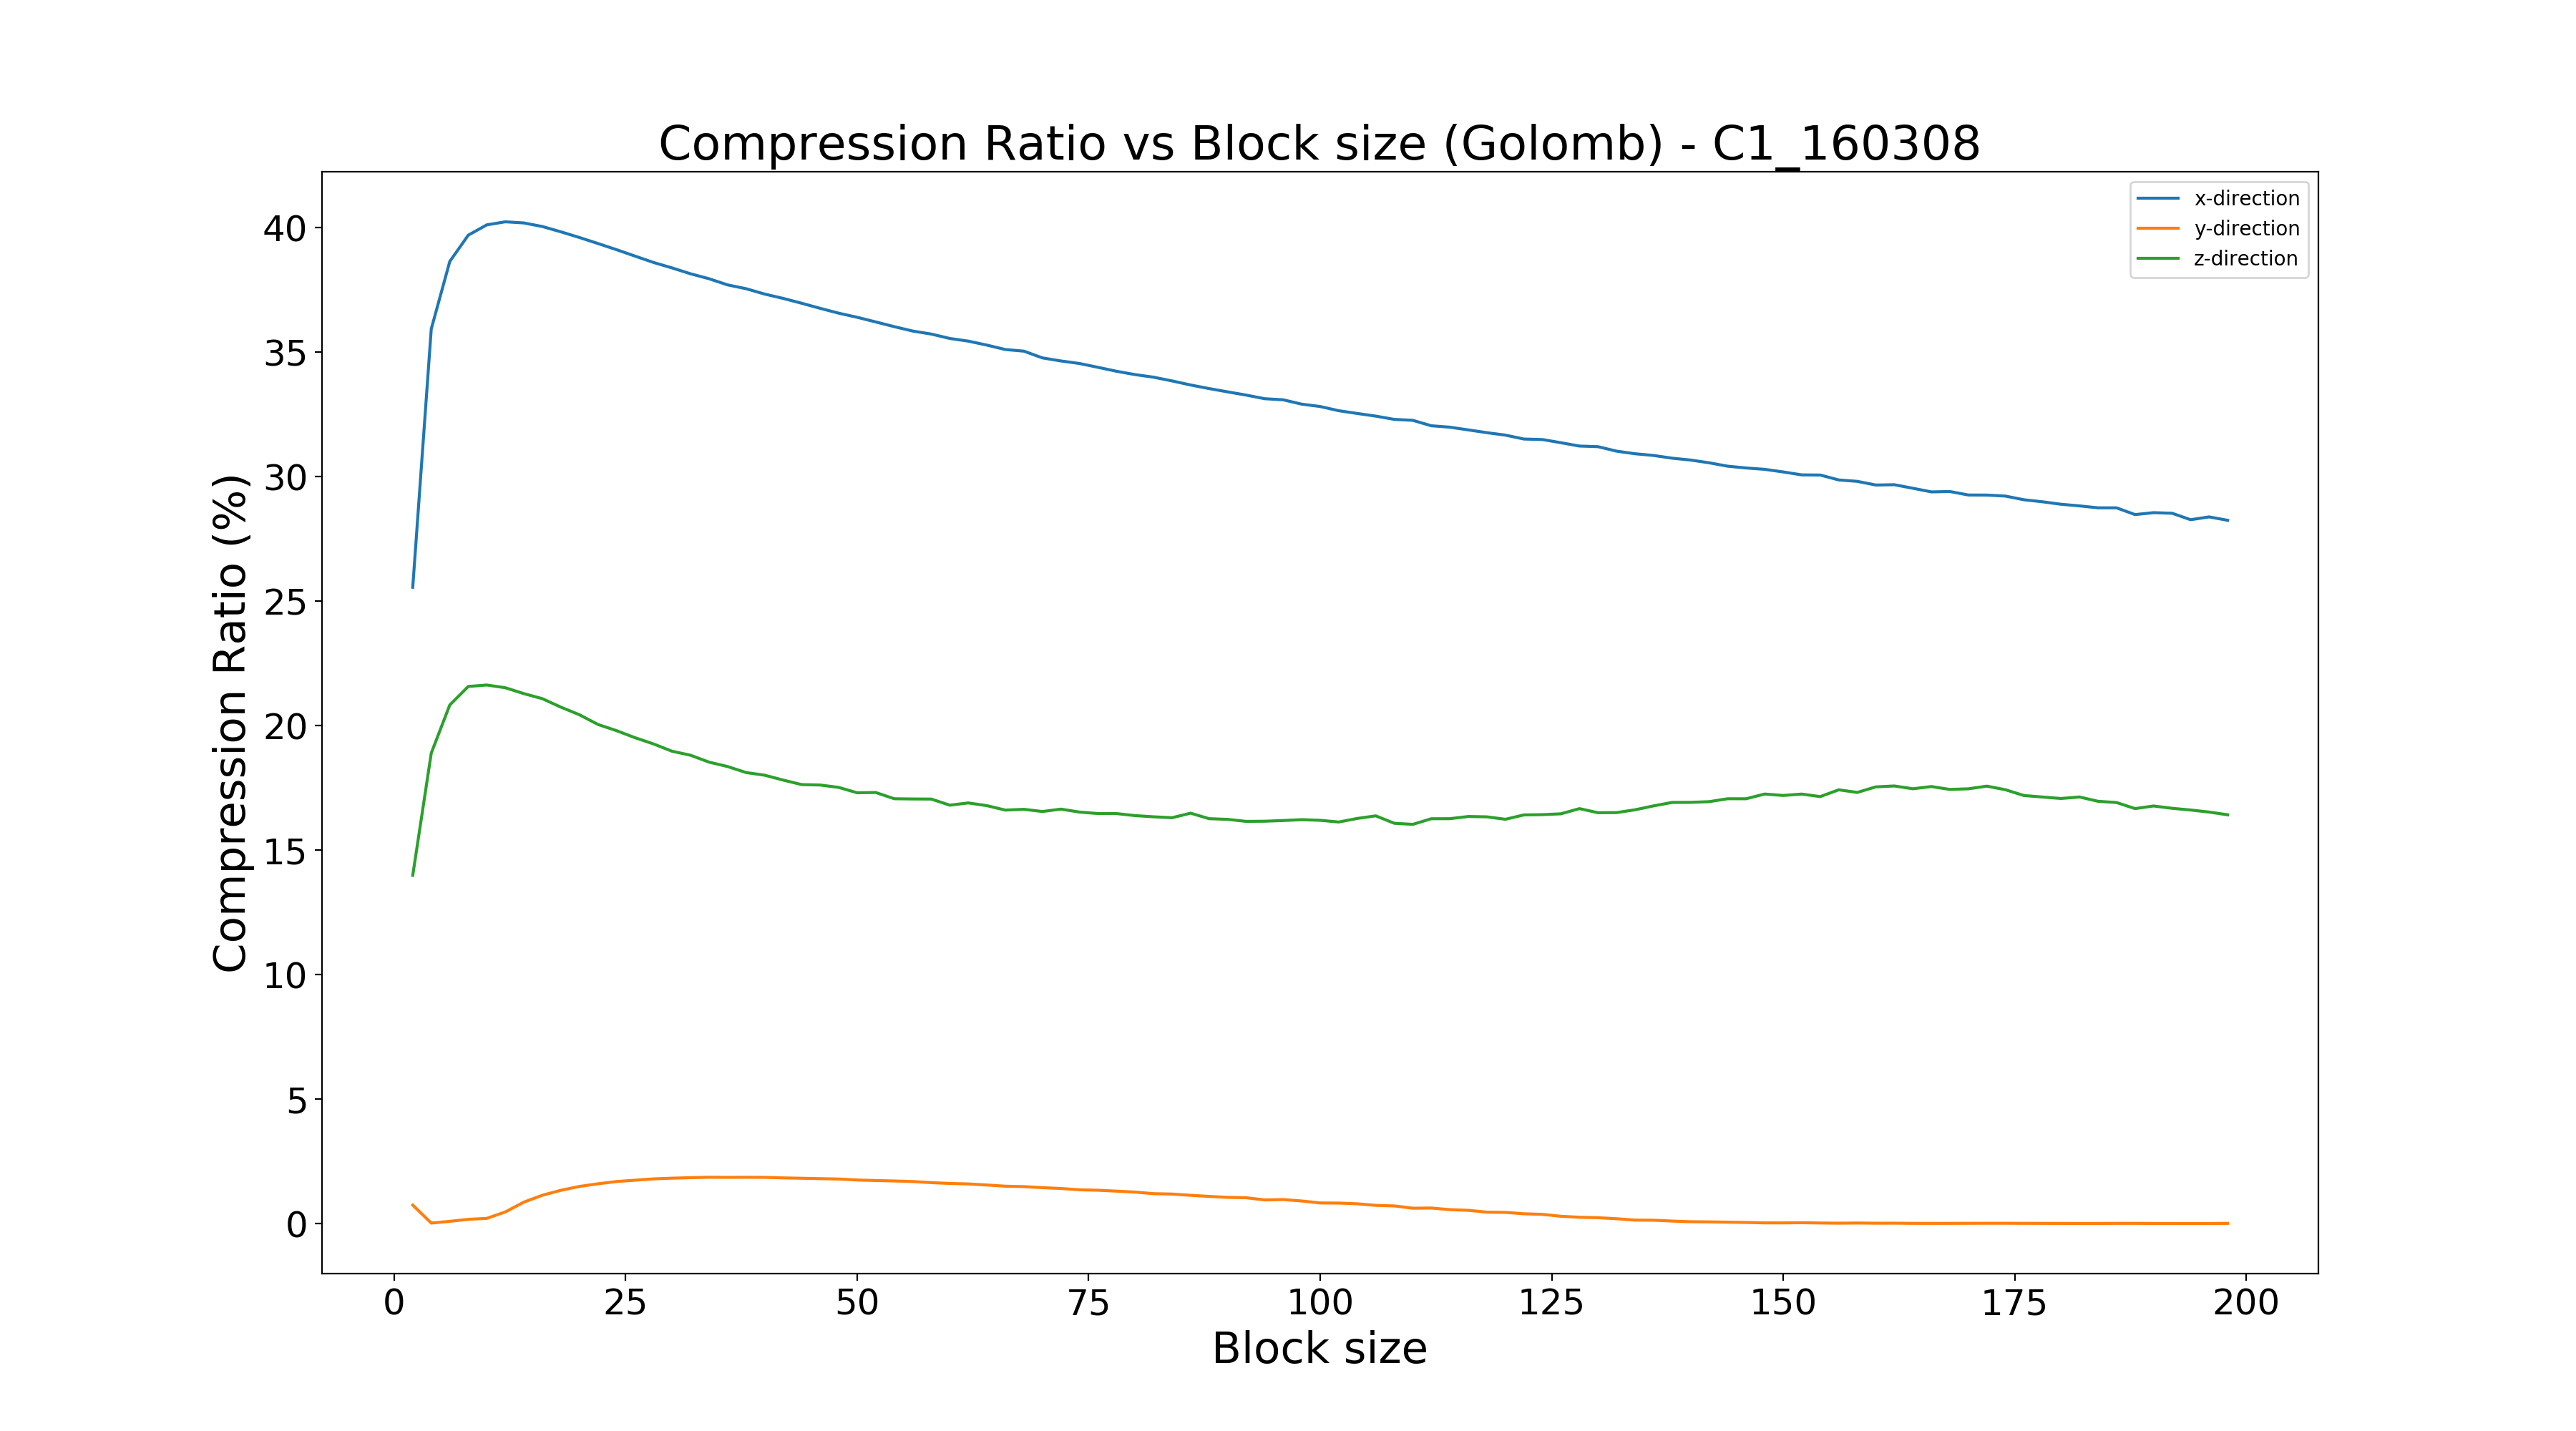 Compression Ratio vs Block size (Golomb) - C1_160308
x-direction
y-direction
z-direction
Compression Ratio (%)
40
35
30
25
20
15
10
5
0
0 25 50 75 100 125 150 175 200
Block size